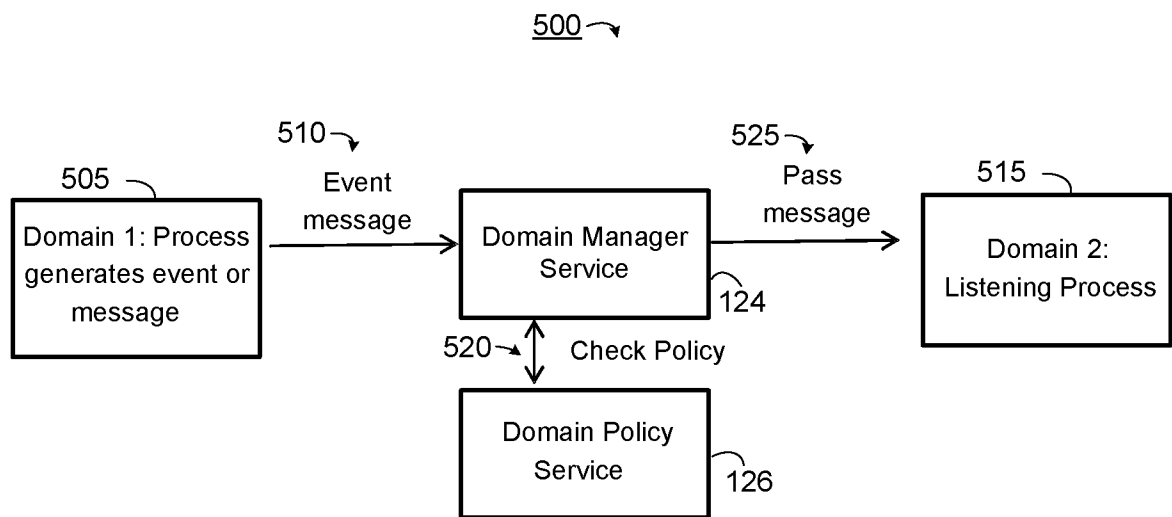 500
510
Event
message
525
Pass
message
505
Domain 1: Process
generates event or
message
Domain Manager
Service
124
515
Domain 2:
Listening Process
520
Check Policy
Domain Policy
Service
126